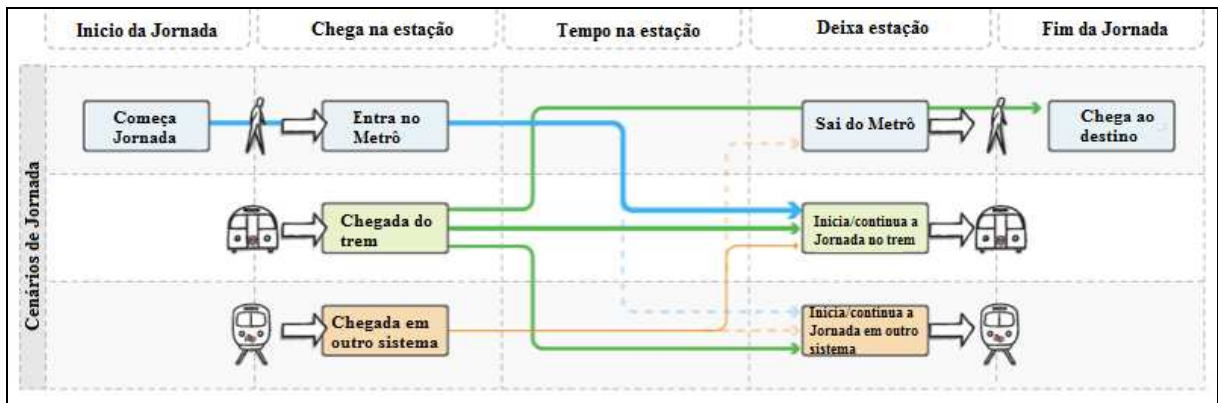 Inicio da Jornada
Chega na estação
Tempo na estação
Deixa estação
Fim da Jornada
Cenários de Jornada
Começa
Jornada
Entra no
Metrô
Sai do Metrô
Chega ao
destino
Chegada do
trem
Inicia/continua a
Jornada no trem
Chegada em
outro sistema
Inicia/continua a
Jornada em outro
sistema